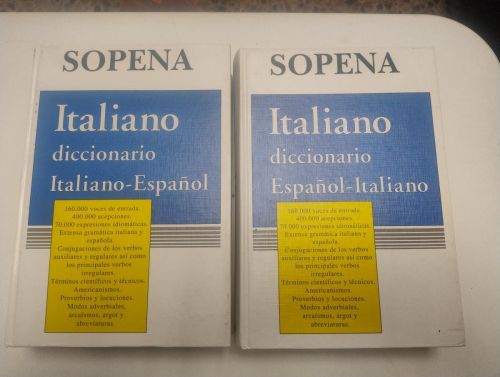 SOPENA
Italiano
diccionario
Italiano-Español
160.000 voces de entrada.
400.000 acepciones.
70.000 expresiones idiomáticas.
Extensa gramática italiana y
española.
Conjugaciones de los verbos
auxiliares y regulares así como
los principales verbos
irregulares.
Términos científicos y técnicos.
Americanismos.
Proverbios y locuciones.
Modos adverbiales,
arcaísmos, argot y
abreviaturas.
SOPENA
Italiano
diccionario
Español-Italiano
160.000 voces de entrada.
400.000 acepciones.
70.000 expresiones idiomáticas.
Extensa gramática italiana y
española.
Conjugaciones de los verbos
auxiliares y regulares así como
los principales verbos
irregulares.
Términos científicos y técnicos.
Americanismos.
Proverbios y locuciones.
Modos adverbiales,
arcaísmos, argot y
abreviaturas.